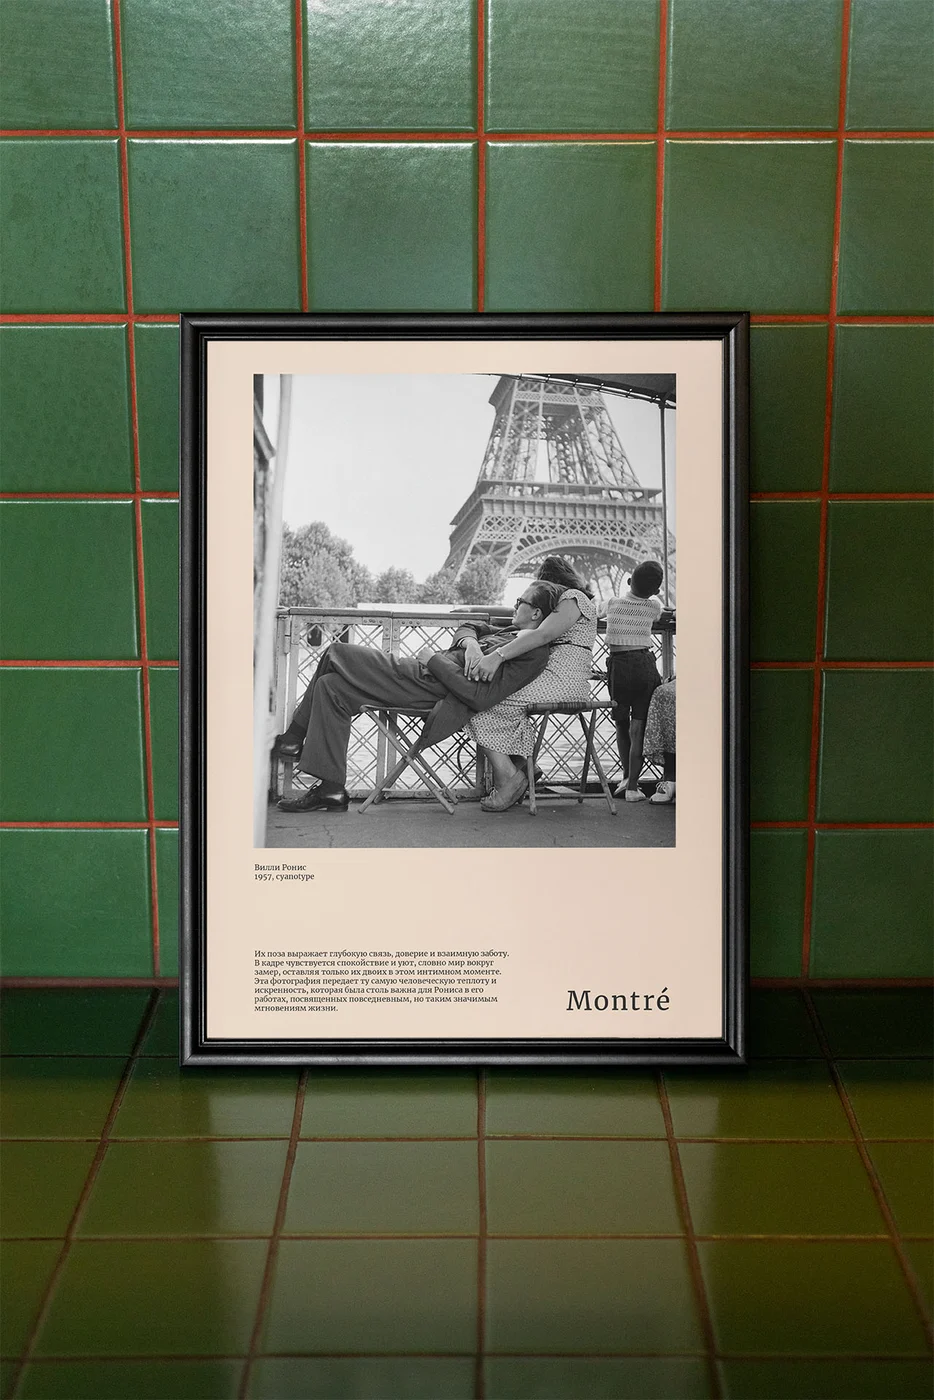 Вилли Ронис
1957, cyanotype
Их поза выражает глубокую связь, доверие и взаимную заботу.
В кадре чувствуется спокойствие и уют, словно мир вокруг
замер, оставляя только их двоих в этом интимном моменте.
Эта фотография передает ту самую человеческую теплоту и
искренность, которая была столь важна для Рониса в его
работах, посвященных повседневным, но таким значимым
мгновениям жизни.
Montré